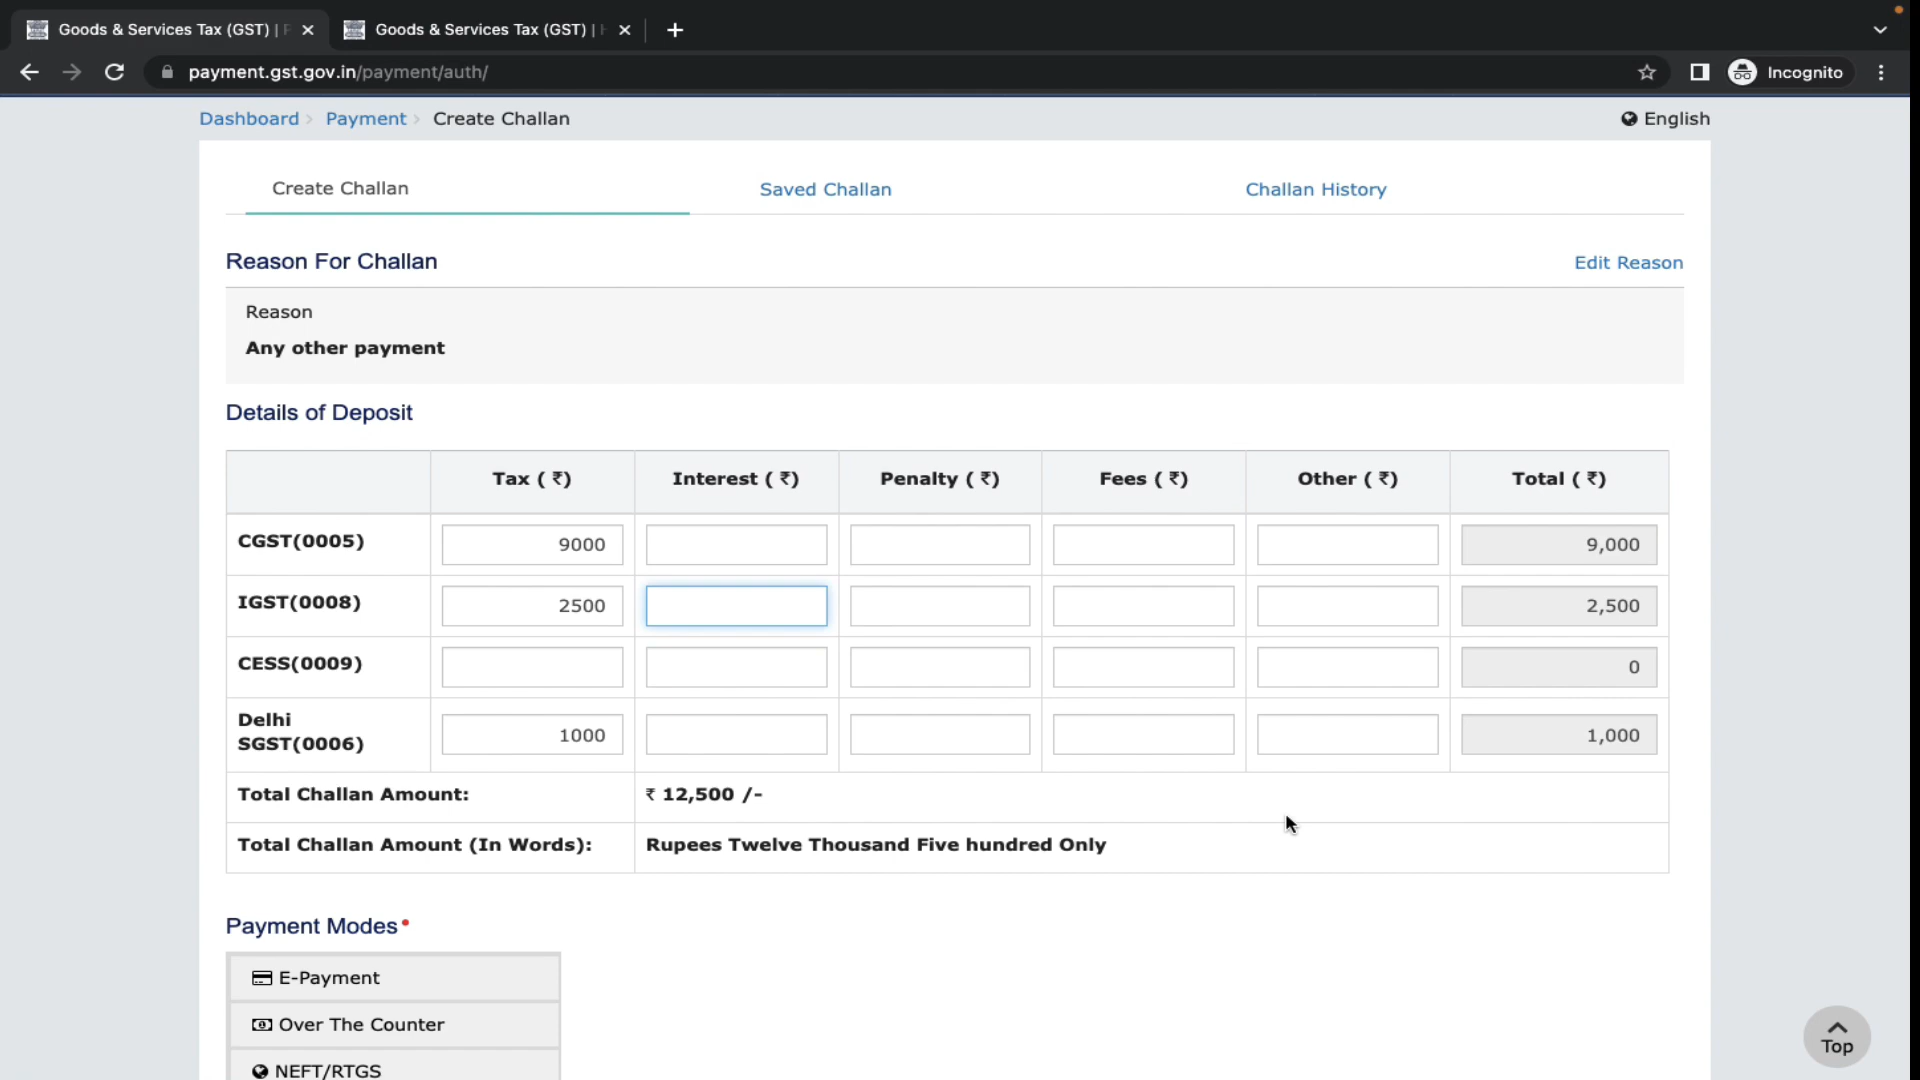 Goods & Services Tax (GST) |
Goods & Services Tax (GST) |
payment.gst.gov.in/payment/auth/
Incognito
Dashboard
Payment
Create Challan
English
Create Challan
Saved Challan
Challan History
Reason For Challan
Edit Reason
Reason
Any other payment
Details of Deposit
Tax ( ₹) Interest ( ₹) Penalty ( ₹) Fees ( ₹) Other ( ₹) Total ( ₹)
CGST(0005) 9000 9,000
IGST(0008) 2500 2,500
CESS(0009) 0
Delhi
SGST(0006) 1000 1,000
Total Challan Amount: ₹ 12,500 /-
Total Challan Amount (In Words): Rupees Twelve Thousand Five hundred Only
Payment Modes•
E-Payment
Over The Counter
NEFT/RTGS
Top